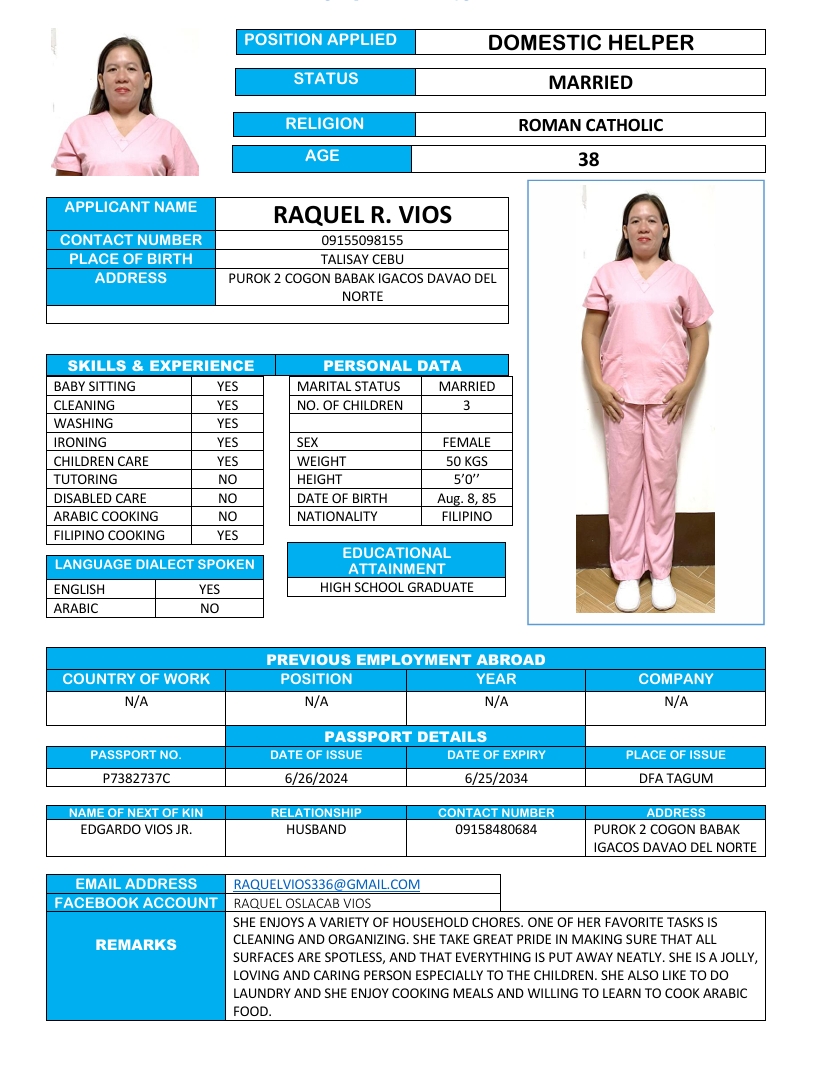 POSITION APPLIED DOMESTIC HELPER
STATUS MARRIED
RELIGION ROMAN CATHOLIC
AGE 38
APPLICANT NAME RAQUEL R. VIOS
CONTACT NUMBER 09155098155
PLACE OF BIRTH TALISAY CEBU
ADDRESS PUROK 2 COGON BABAK IGACOS DAVAO DEL
NORTE
SKILLS & EXPERIENCE PERSONAL DATA
BABY SITTING YES MARITAL STATUS MARRIED
CLEANING YES NO. OF CHILDREN 3
WASHING YES
IRONING YES SEX FEMALE
CHILDREN CARE YES WEIGHT 50 KGS
TUTORING NO HEIGHT 5’0’’
DISABLED CARE NO DATE OF BIRTH Aug. 8, 85
ARABIC COOKING NO NATIONALITY FILIPINO
FILIPINO COOKING YES
LANGUAGE DIALECT SPOKEN
ENGLISH YES
ARABIC NO
EDUCATIONAL
ATTAINMENT
HIGH SCHOOL GRADUATE
PREVIOUS EMPLOYMENT ABROAD
COUNTRY OF WORK POSITION YEAR COMPANY
N/A N/A N/A N/A
PASSPORT DETAILS
PASSPORT NO. DATE OF ISSUE DATE OF EXPIRY PLACE OF ISSUE
P7382737C 6/26/2024 6/25/2034 DFA TAGUM
NAME OF NEXT OF KIN RELATIONSHIP CONTACT NUMBER ADDRESS
EDGARDO VIOS JR. HUSBAND 09158480684 PUROK 2 COGON BABAK
IGACOS DAVAO DEL NORTE
EMAIL ADDRESS RAQUELVIOS336@GMAIL.COM
FACEBOOK ACCOUNT RAQUEL OSLACAB VIOS
REMARKS
SHE ENJOYS A VARIETY OF HOUSEHOLD CHORES. ONE OF HER FAVORITE TASKS IS
CLEANING AND ORGANIZING. SHE TAKE GREAT PRIDE IN MAKING SURE THAT ALL
SURFACES ARE SPOTLESS, AND THAT EVERYTHING IS PUT AWAY NEATLY. SHE IS A JOLLY,
LOVING AND CARING PERSON ESPECIALLY TO THE CHILDREN. SHE ALSO LIKE TO DO
LAUNDRY AND SHE ENJOY COOKING MEALS AND WILLING TO LEARN TO COOK ARABIC
FOOD.